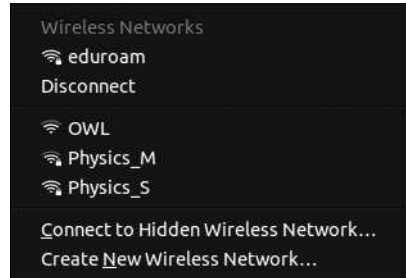 Wireless Networks
eduroam
Disconnect
OWL
Physics_M
Physics_S
Connect to Hidden Wireless Network...
Create New Wireless Network...